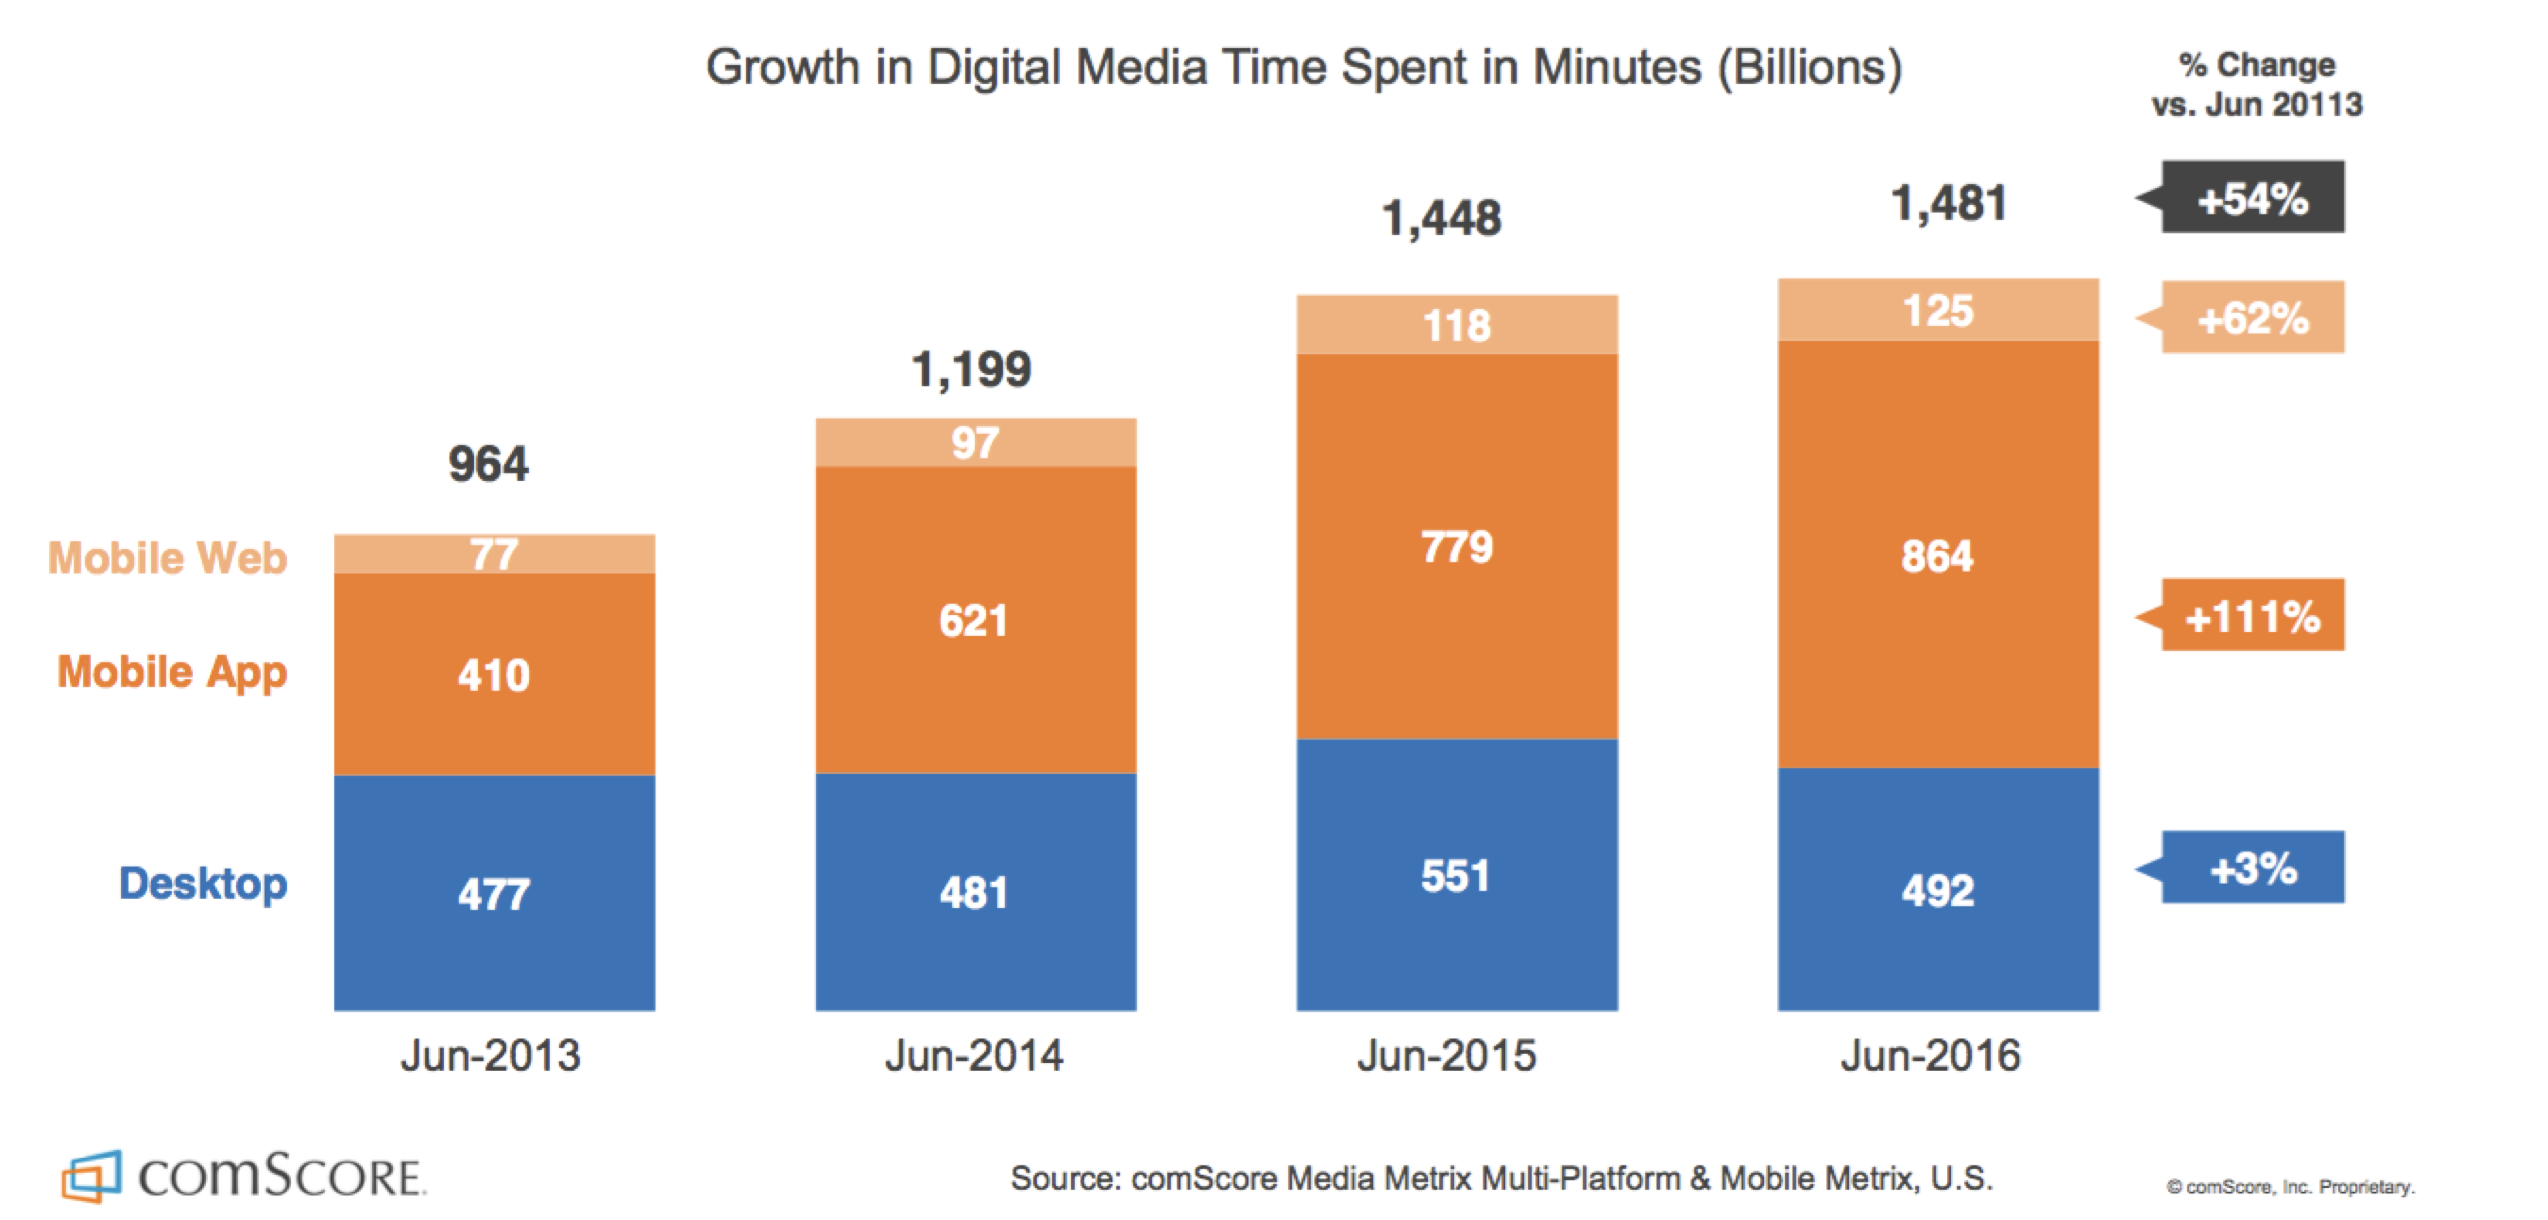 Growth in Digital Media Time Spent in Minutes (Billions)
% Change
vs. Jun 20113
964
1,199
1,448
1,481
+54%
Mobile Web
77
97
118
125
+62%
Mobile App
410
621
779
864
+111%
Desktop
477
481
551
492
+3%
Jun-2013
Jun-2014
Jun-2015
Jun-2016
comScore.
Source: comScore Media Metrix Multi-Platform & Mobile Metrix, U.S.
© comScore, Inc. Proprietary.